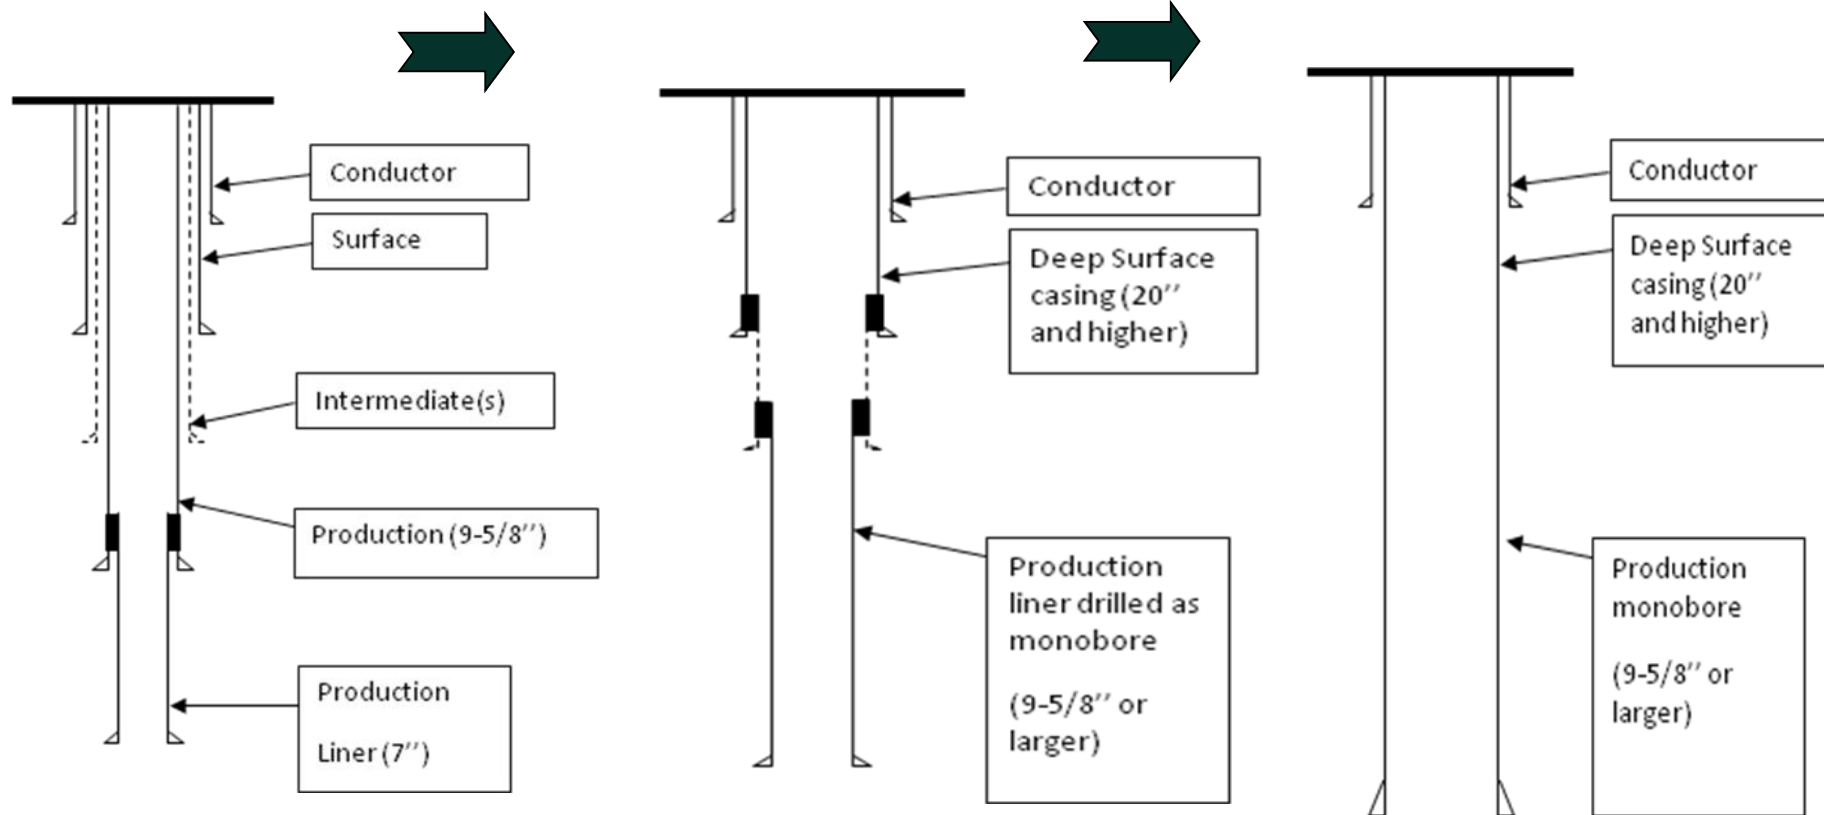 Conductor
Surface
Intermediate(s)
Production (9-5/8’’)
Production
Liner (7’’)
Conductor
Deep Surface
casing (20’’
and higher)
Production
liner drilled as
monobore
(9-5/8’’ or
larger)
Conductor
Deep Surface
casing (20’’
and higher)
Production
monobore
(9-5/8’’ or
larger)